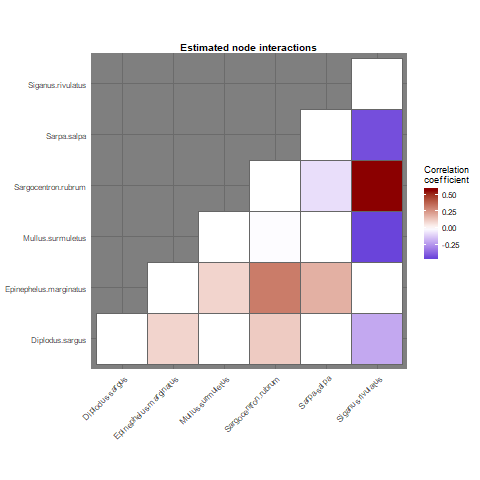 Estimated node interactions
Siganus.rivulatus
Sarpa.salpa
Sargocentron.rubrum
Mullus.surmuletus
Epinephelus.marginatus
Diplodus.sargus
Diplodus.sargus
Epinephelus.marginatus
Mullus.surmuletus
Sargocentron.rubrum
Sarpa.salpa
Siganus.rivulatus
Correlation
coefficient
0.50
0.25
0.00
-0.25